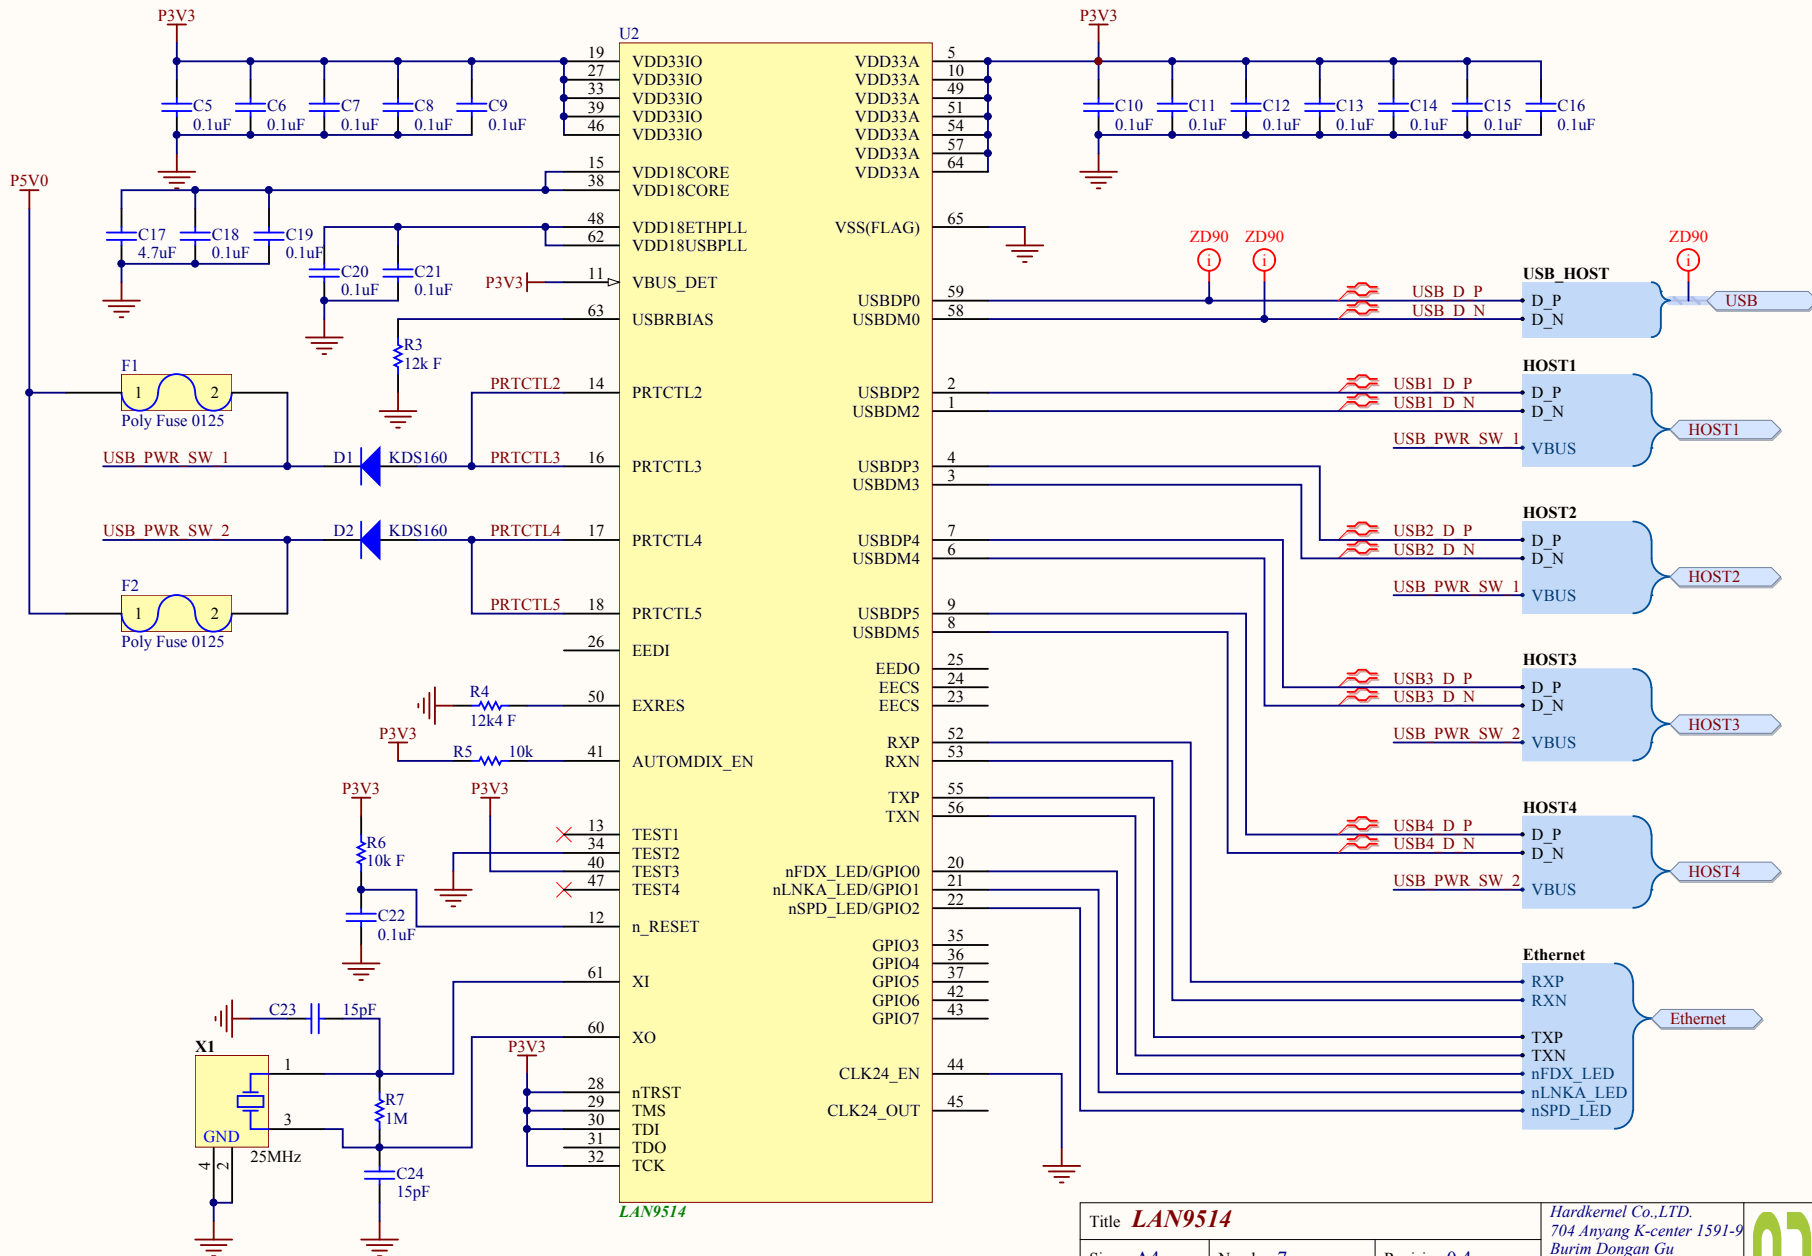 P3V3
P3V3
U2
19 VDD33IO
27 VDD33IO
33 VDD33IO
39 VDD33IO
46 VDD33IO
15 VDD18CORE
38 VDD18CORE
48 VDD18ETHPLL
62 VDD18USBPLL
P3V3 11 VBUS_DET
63 USBRBIAS
PRTCTL2 14 PRTCTL2
PRTCTL3 16 PRTCTL3
PRTCTL4 17 PRTCTL4
PRTCTL5 18 PRTCTL5
26 EEDI
50 EXRES
41 AUTOMDIX_EN
13 TEST1
34 TEST2
40 TEST3
47 TEST4
12 n_RESET
61 XI
60 XO
28 nTRST
29 TMS
30 TDI
31 TDO
32 TCK
VDD33A 5
VDD33A 10
VDD33A 49
VDD33A 51
VDD33A 54
VDD33A 57
VDD33A 64
VSS(FLAG) 65
USBDP0 59
USBDM0 58
USBDP2 2
USBDM2 1
USBDP3 4
USBDM3 3
USBDP4 7
USBDM4 6
USBDP5 9
USBDM5 8
EEDO 25
EECS 24
EECS 23
RXP 52
RXN 53
TXP 55
TXN 56
nFDX_LED/GPIO0 20
nLNKA_LED/GPIO1 21
nSPD_LED/GPIO2 22
GPIO3 35
GPIO4 36
GPIO5 37
GPIO6 42
GPIO7 43
CLK24_EN 44
CLK24_OUT 45
LAN9514
C5 0.1uF
C6 0.1uF
C7 0.1uF
C8 0.1uF
C9 0.1uF
C10 0.1uF
C11 0.1uF
C12 0.1uF
C13 0.1uF
C14 0.1uF
C15 0.1uF
C16 0.1uF
P5V0
C17 4.7uF
C18 0.1uF
C19 0.1uF
C20 0.1uF
C21 0.1uF
R3
12k F
F1
1 2
Poly Fuse 0125
USB_PWR_SW_1
D1 KDS160
USB_PWR_SW_2
D2 KDS160
F2
1 2
Poly Fuse 0125
R4
12k4 F
P3V3
R5 10k
P3V3
P3V3
R6
10k F
C22
0.1uF
C23 15pF
X1
1
3
GND
4 2
25MHz
R7
1M
C24
15pF
P3V3
ZD90 ZD90 ZD90
i i i
USB_HOST
USB_D_P D_P
USB_D_N D_N
USB
HOST1
USB1_D_P D_P
USB1_D_N D_N
USB_PWR_SW_1 VBUS
HOST1
HOST2
USB2_D_P D_P
USB2_D_N D_N
USB_PWR_SW_1 VBUS
HOST2
HOST3
USB3_D_P D_P
USB3_D_N D_N
USB_PWR_SW_2 VBUS
HOST3
HOST4
USB4_D_P D_P
USB4_D_N D_N
USB_PWR_SW_2 VBUS
HOST4
Ethernet
RXP
RXN
TXP
TXN
nFDX_LED
nLNKA_LED
nSPD_LED
Ethernet
Title LAN9514
Hardkernel Co.,LTD.
704 Anyang K-center 1591-9
Burim Dongan Gu